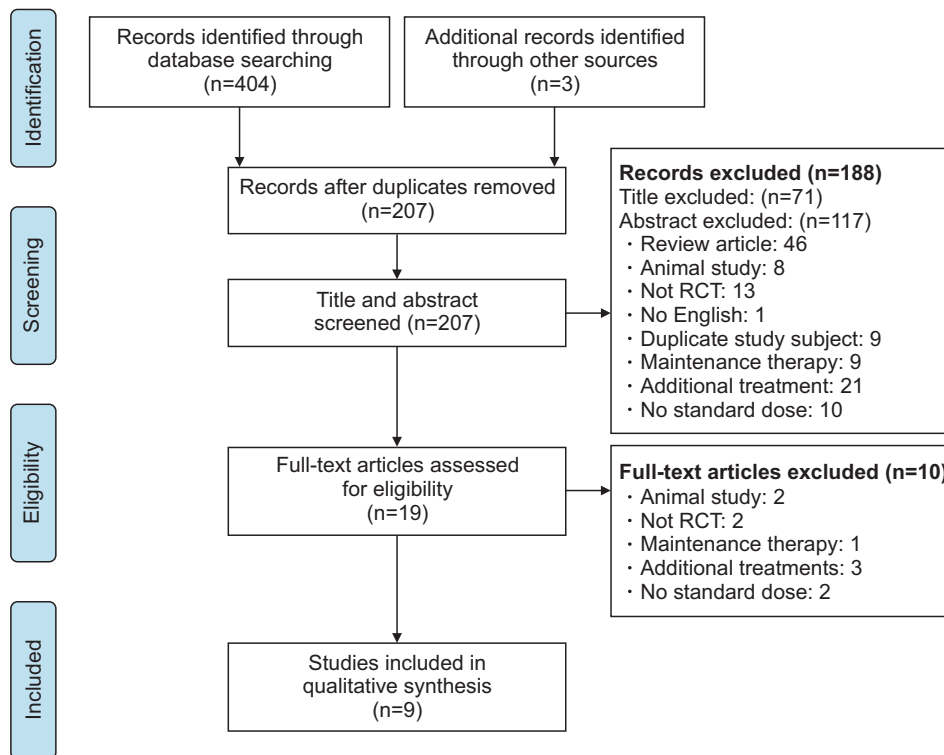 Identification
Records identified through
database searching
(n=404)
Additional records identified
through other sources
(n=3)
Records after duplicates removed
(n=207)
Screening
Title and abstract
screened (n=207)
Records excluded (n=188)
Title excluded: (n=71)
Abstract excluded: (n=117)
· Review article: 46
· Animal study: 8
· Not RCT: 13
· No English: 1
· Duplicate study subject: 9
· Maintenance therapy: 9
· Additional treatment: 21
· No standard dose: 10
Eligibility
Full-text articles assessed
for eligibility
(n=19)
Full-text articles excluded (n=10)
· Animal study: 2
· Not RCT: 2
· Maintenance therapy: 1
· Additional treatments: 3
· No standard dose: 2
Included
Studies included in
qualitative synthesis
(n=9)